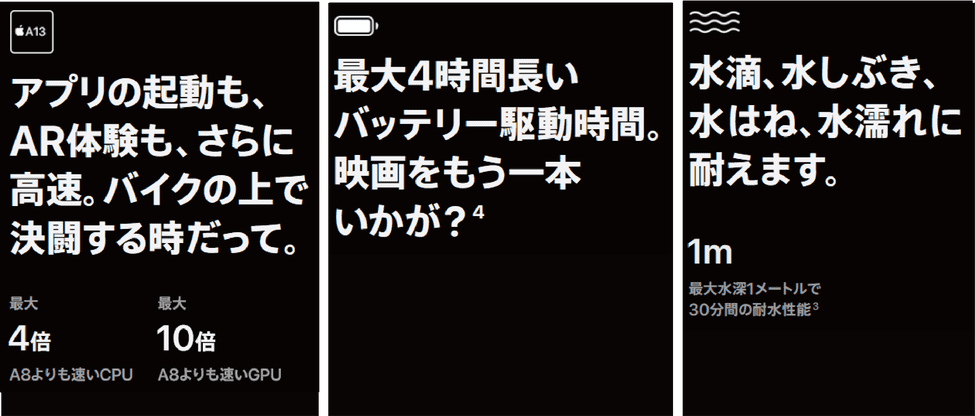 A13
アプリの起動も、
AR体験も、さらに
高速。バイクの上で
決闘する時だって。
最大
4倍
A8よりも速いCPU
最大
10倍
A8よりも速いGPU
最大4時間長い
バッテリー駆動時間。
映画をもう一本
いかが?4
水滴、水しぶき、
水はね、水濡れに
耐えます。
1m
最大水深1メートルで
30分間の耐水性能3